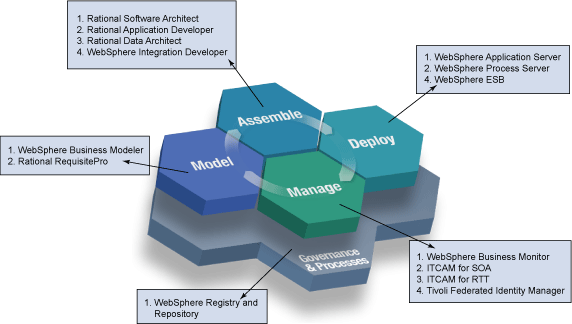 1. Rational Software Architect
2. Rational Application Developer
3. Rational Data Architect
4. WebSphere Integration Developer
1. WebSphere Application Server
2. WebSphere Process Server
4. WebSphere ESB
Assemble
Deploy
1. WebSphere Business Modeler
2. Rational RequisitePro
Model
Manage
Governance
& Processes
1. WebSphere Business Monitor
2. ITCAM for SOA
3. ITCAM for RTT
4. Tivoli Federated Identity Manager
1. WebSphere Registry and
Repository